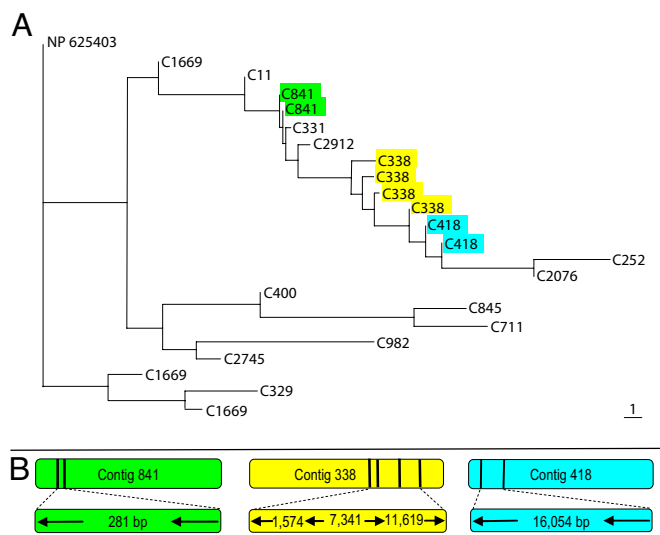 A
NP 625403
C1669
C11
C841
C841
C331
C2912
C338
C338
C338
C338
C418
C418
C252
C2076
C400
C845
C711
C982
C2745
C1669
C329
C1669
1
B
Contig 841
Contig 338
Contig 418
281 bp
1,574 7,341 11,619
16,054 bp